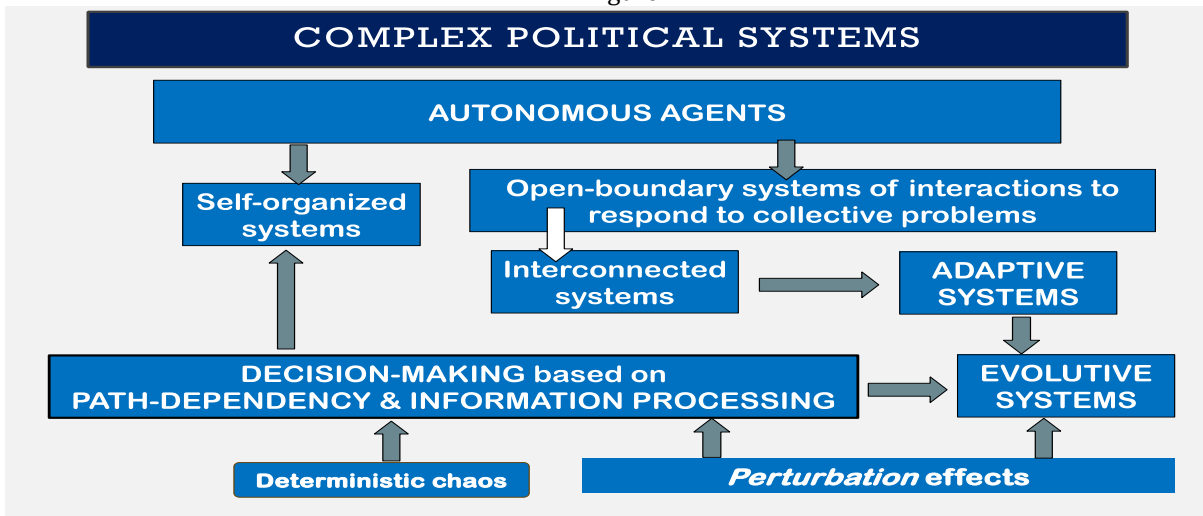 COMPLEX POLITICAL SYSTEMS
AUTONOMOUS AGENTS
Self-organized
systems
Open-boundary systems of interactions to
respond to collective problems
Interconnected
systems
ADAPTIVE
SYSTEMS
DECISION-MAKING based on
PATH-DEPENDENCY & INFORMATION PROCESSING
EVOLUTIVE
SYSTEMS
Deterministic chaos
Perturbation effects